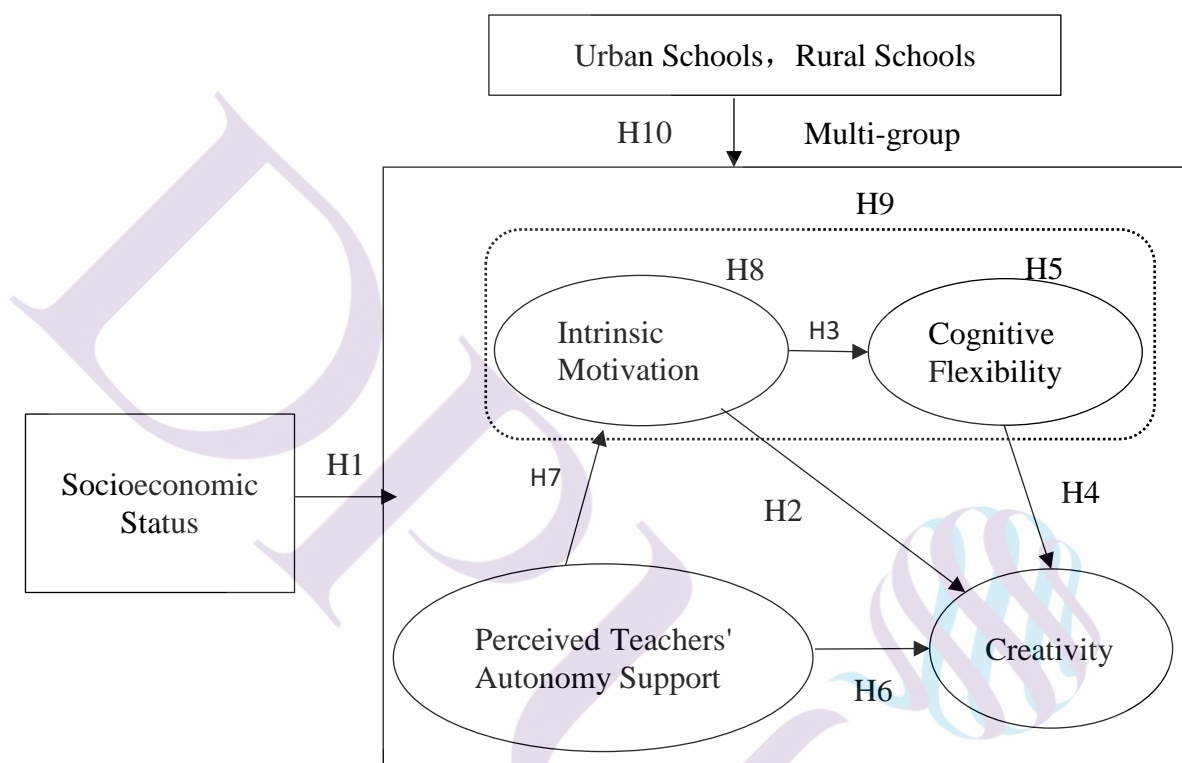 Urban Schools，Rural Schools
H10
Multi-group
H9
H8
H5
Intrinsic
Motivation
H3
Cognitive
Flexibility
Socioeconomic
Status
H1
H7
H2
H4
Perceived Teachers'
Autonomy Support
H6
Creativity